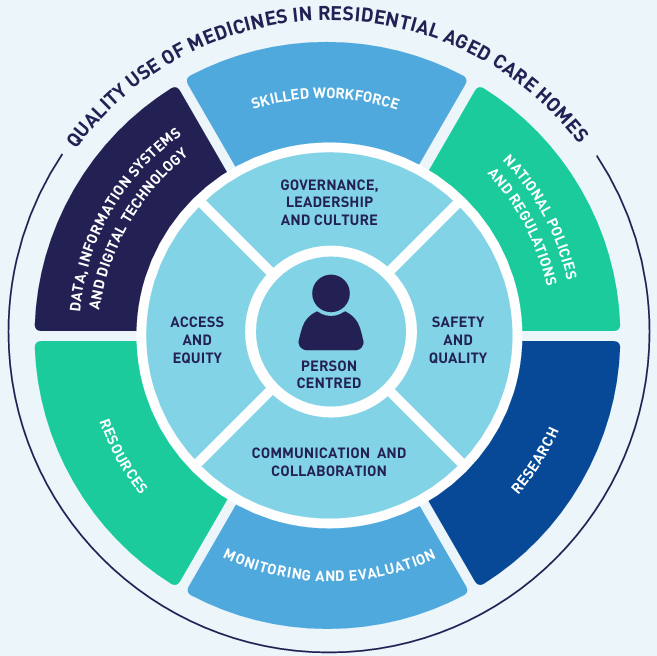 QUALITY USE OF MEDICINES IN RESIDENTIAL AGED CARE HOMES
SKILLED WORKFORCE
NATIONAL POLICIES
AND REGULATIONS
RESEARCH
MONITORING AND EVALUATION
RESOURCES
DATA, INFORMATION SYSTEMS
AND DIGITAL TECHNOLOGY
GOVERNANCE,
LEADERSHIP
AND CULTURE
SAFETY
AND
QUALITY
COMMUNICATION AND
COLLABORATION
ACCESS
AND
EQUITY
PERSON
CENTRED